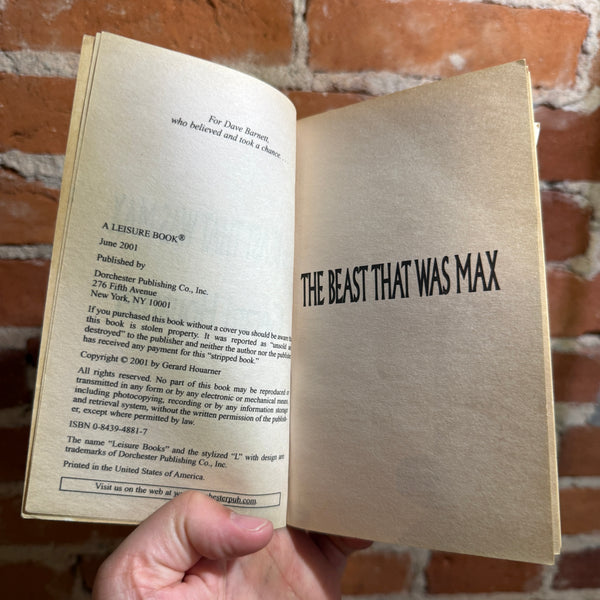 For Dave Barnett,
who believed and took a chance. . .
A LEISURE BOOK®
June 2001
Published by
Dorchester Publishing Co., Inc.
276 Fifth Avenue
New York, NY 10001
If you purchased this book without a cover you should be aware
this book is stolen property. It was reported as "unsold a
destroyed" to the publisher and neither the author nor the publish
has received any payment for this "stripped book."
Copyright © 2001 by Gerard Houarner
All rights reserved. No part of this book may be reproduced or
transmitted in any form or by any electronic or mechanical means,
including photocopying, recording or by any information storage
and retrieval system, without the written permission of the publish-
er, except where permitted by law.
ISBN 0-8439-4881-7
The name "Leisure Books" and the stylized "L" with design are
trademarks of Dorchester Publishing Co., Inc.
Printed in the United States of America.
Visit us on the web at chesterpub.com.
THE BEAST THAT WAS MAX